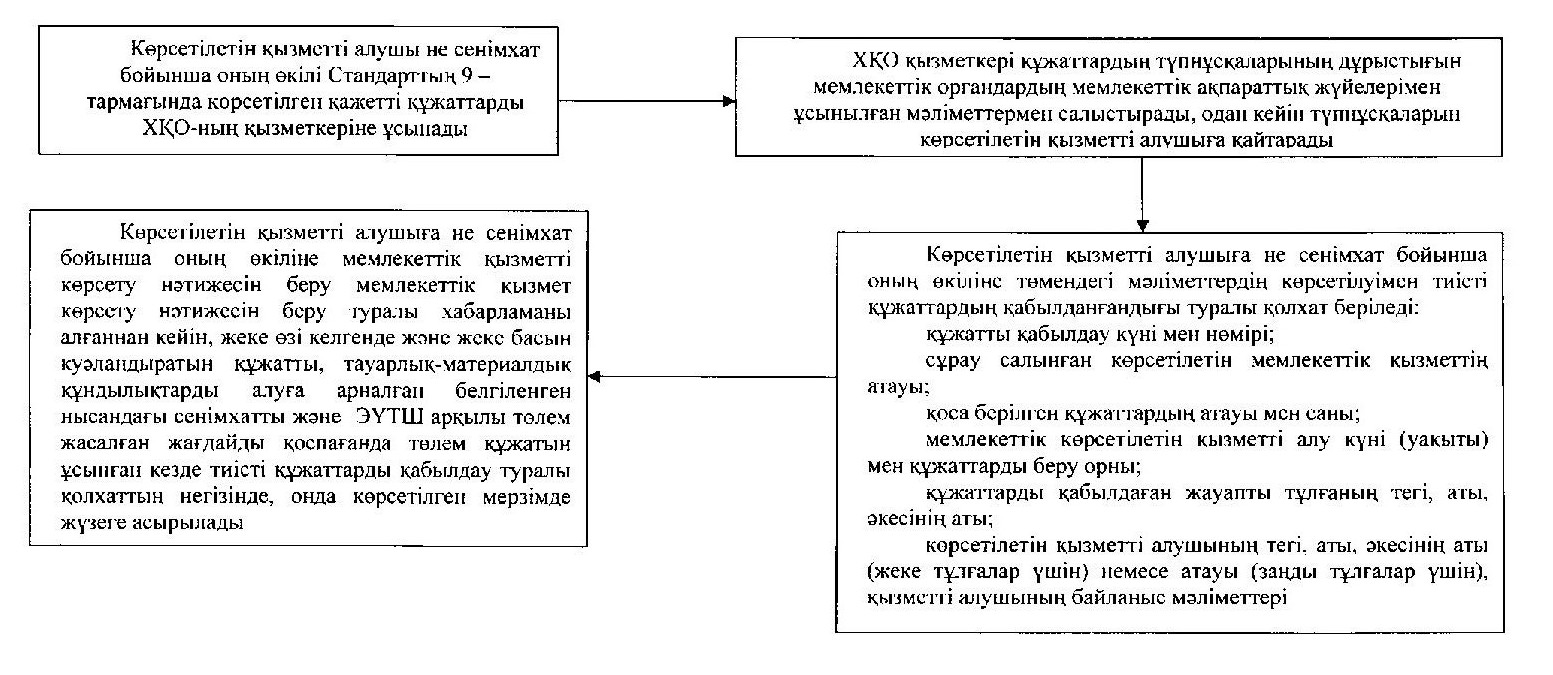 Көрсетілетін қызметті алушы не сенімхат
бойынша оның өкілі Стандарттың 9 –
тармағында көрсетілген қажетті құжаттарды
ХҚО-ның қызметкеріне ұсынады
ХҚО қызметкері құжаттардың түпнұсқаларының дұрыстығын
мемлекеттік органдардың мемлекеттік ақпараттық жүйелерімен
ұсынылған мәліметтермен салыстырады, одан кейін түпнұсқаларын
көрсетілетін қызметті алушыға қайтарады
Көрсетілетін қызметті алушыға не сенімхат бойынша
оның өкіліне төмендегі мәліметтердің көрсетілуімен тиісті
құжаттардың қабылданғандығы туралы қолхат беріледі:
құжатты қабылдау күні мен нөмірі;
сұрау салынған көрсетілетін мемлекеттік қызметтің
атауы;
қоса берілген құжаттардың атауы мен саны;
мемлекеттік көрсетілетін қызметті алу күні (уақыты)
мен құжаттарды беру орны;
құжаттарды қабылдаған жауапты тұлғаның тегі, аты,
әкесінің аты;
көрсетілетін қызметті алушының тегі, аты, әкесінің аты
(жеке тұлғалар үшін) немесе атауы (заңды тұлғалар үшін),
қызметті алушының байланыс мәліметтері
Көрсетілетін қызметті алушыға не сенімхат
бойынша оның өкіліне мемлекеттік қызметті
көрсету нәтижесін беру мемлекеттік қызмет
көрсету нәтижесін беру туралы хабарламаны
алғаннан кейін, жеке өзі келгенде және жеке басын
куәландыратын құжатты, тауарлық-материалдық
құндылықтарды алуға арналған белгіленген
нысандағы сенімхатты және ЭҮТШ арқылы төлем
жасалған жағдайды қоспағанда төлем құжатын
ұсынған кезде тиісті құжаттарды қабылдау туралы
қолхаттың негізінде, онда көрсетілген мерзімде
жүзеге асырылады